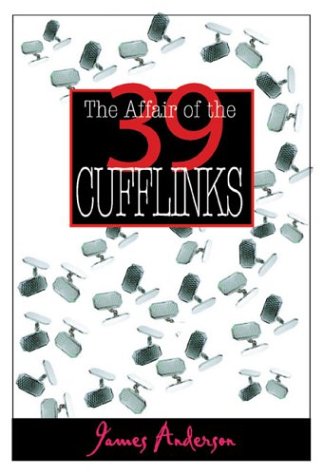 The Affair of the
39
CUFFLINKS
James Anderson